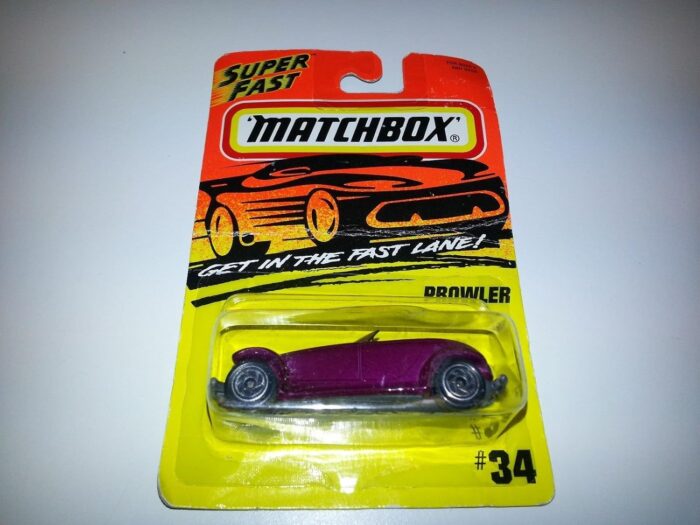 SUPER
FAST
'MATCHBOX'®
GET IN THE FAST LANE!
PROWLER
#34